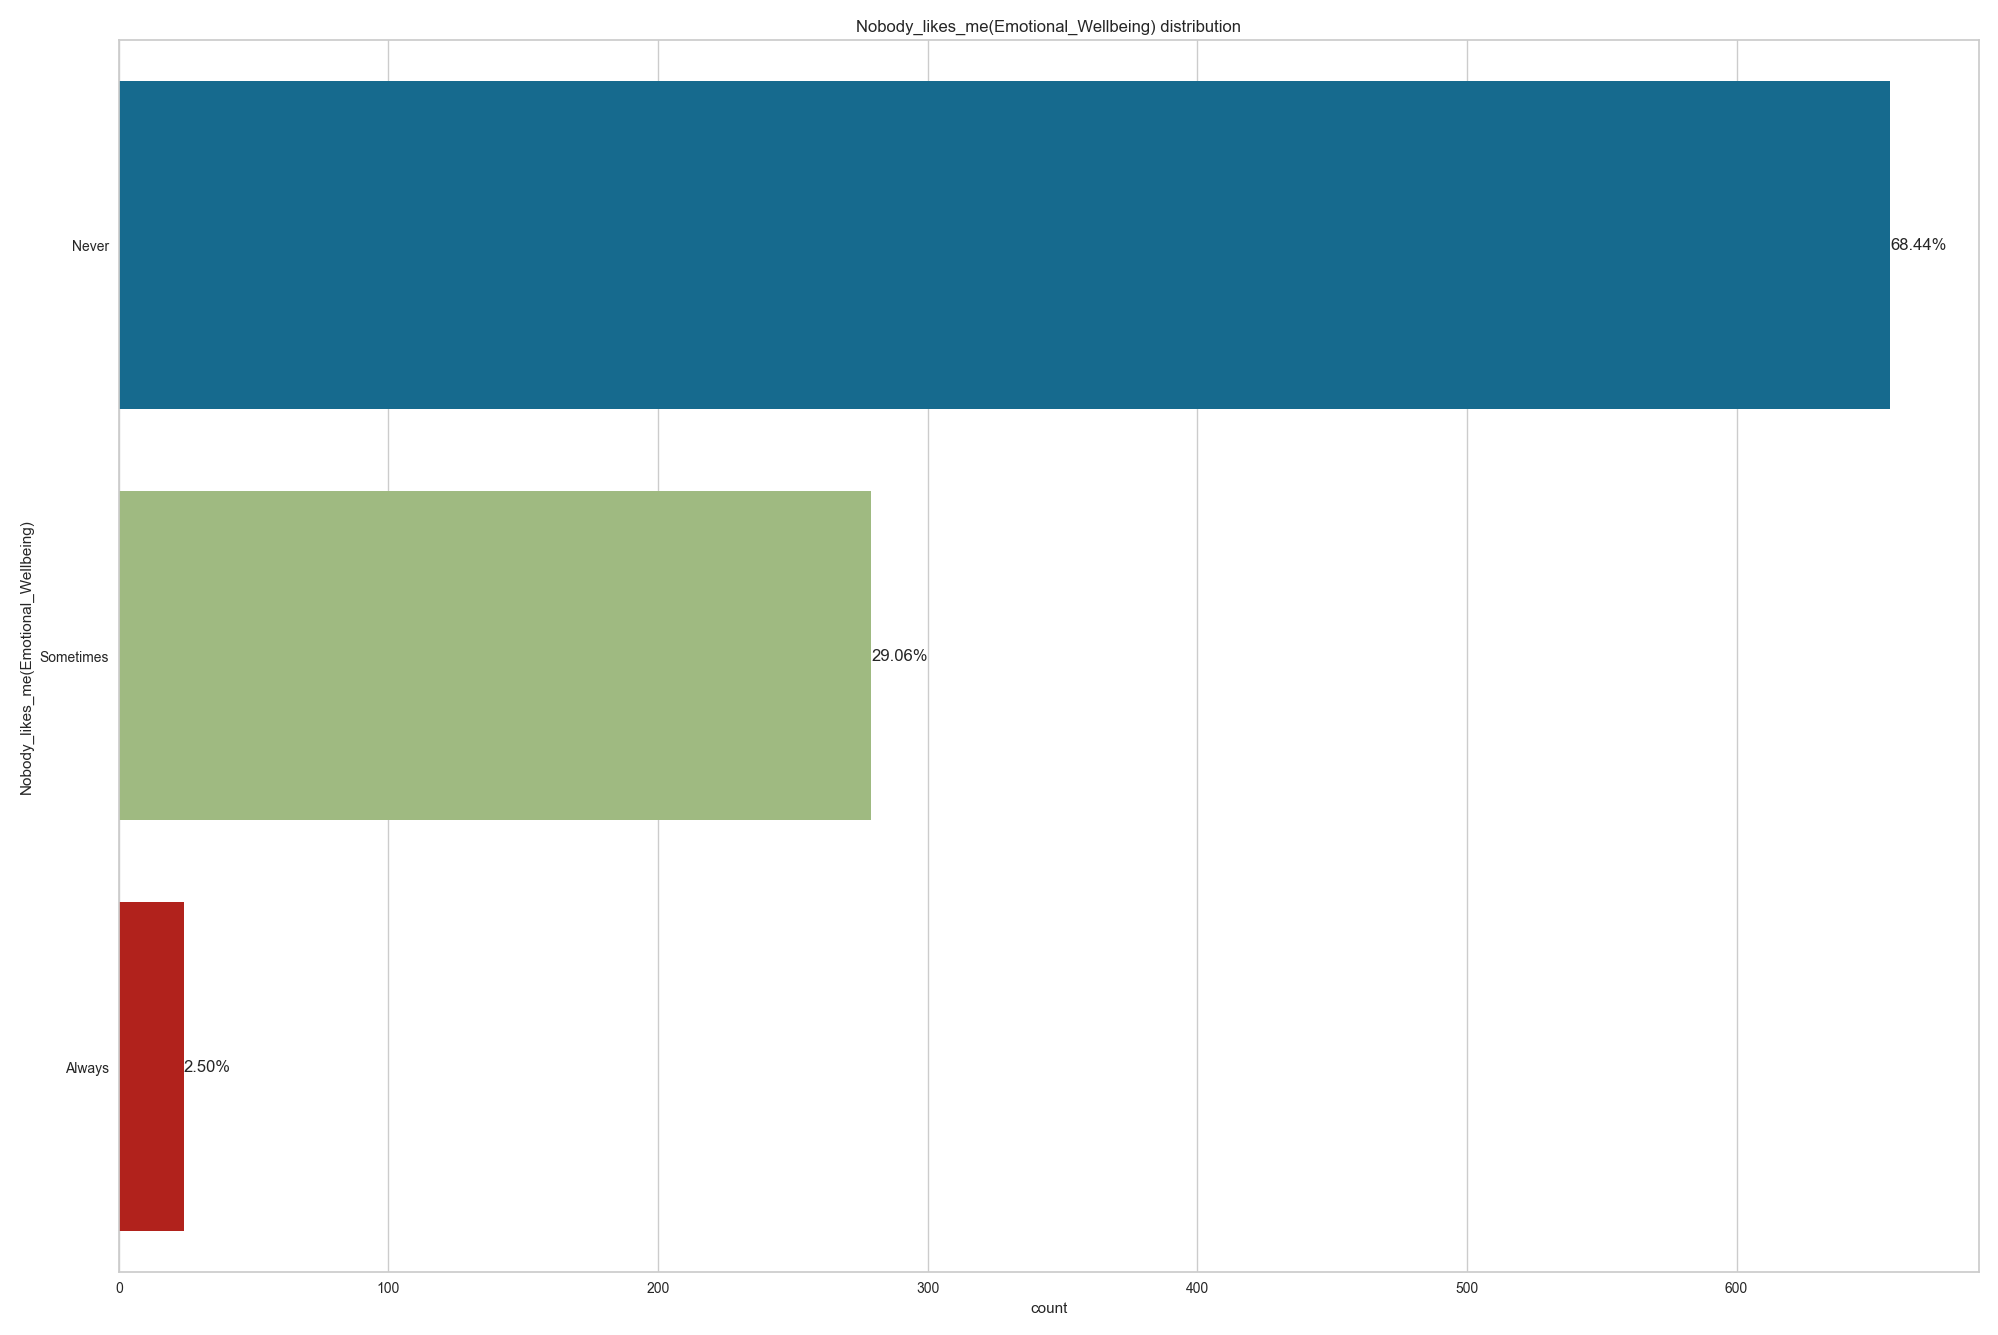 Nobody_likes_me(Emotional_Wellbeing) distribution
Nobody_likes_me(Emotional_Wellbeing)
Never
68.44%
Sometimes
29.06%
Always
2.50%
0 100 200 300 400 500 600
count